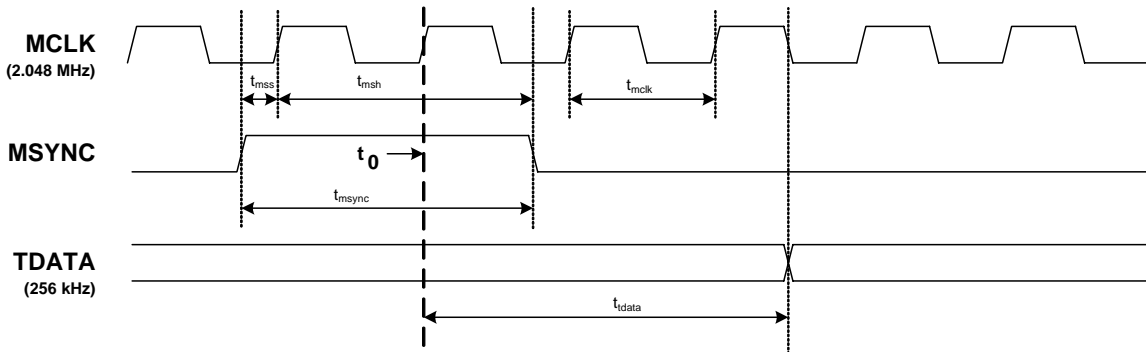 MCLK
(2.048 MHz)
tmss
tmsh
tmclk
MSYNC
t0
tmsync
TDATA
(256 kHz)
ttdata